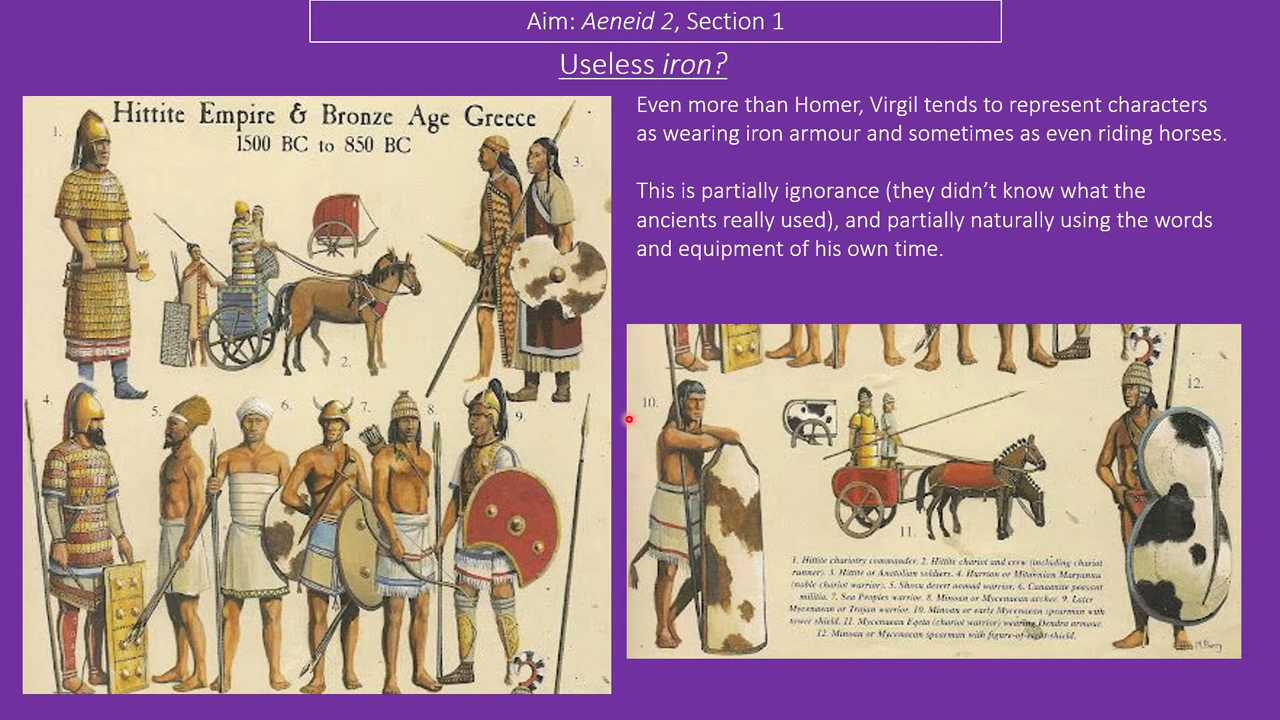 Aim: Aeneid 2, Section 1
Useless iron?
Hittite Empire & Bronze Age Greece
1500 BC to 850 BC
1.
2.
3.
4.
5.
6.
7.
8.
9.
Even more than Homer, Virgil tends to represent characters
as wearing iron armour and sometimes as even riding horses.
This is partially ignorance (they didn’t know what the
ancients really used), and partially naturally using the words
and equipment of his own time.
10.
11.
12.
1. Hittite chariotry commander. 2. Hittite chariot and crew (including chariot
runner). 3. Hittite or Anatolian soldiers. 4. Hurrian or Mitannian Maryannu
(noble chariot warrior). 5. Shosu desert nomad warrior. 6. Canaanite peasant
militia. 7. Sea Peoples warrior. 8. Minoan or Mycenaean archer. 9. Later
Mycenaean or Trojan warrior. 10. Minoan or early Mycenaean spearman with
tower shield. 11. Mycenaean Eqeta (chariot warrior) wearing Dendra armour.
12. Minoan or Mycenaean spearman with figure-of-eight-shield.